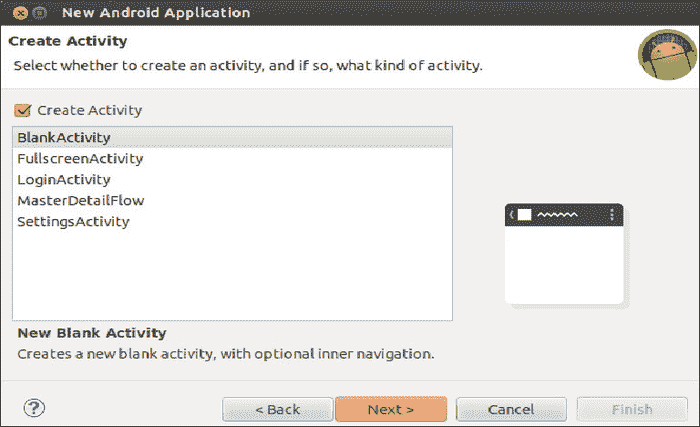 New Android Application
Create Activity
Select whether to create an activity, and if so, what kind of activity.
Create Activity
BlankActivity
FullscreenActivity
LoginActivity
MasterDetailFlow
SettingsActivity
New Blank Activity
Creates a new blank activity, with optional inner navigation.
? < Back Next > Cancel Finish